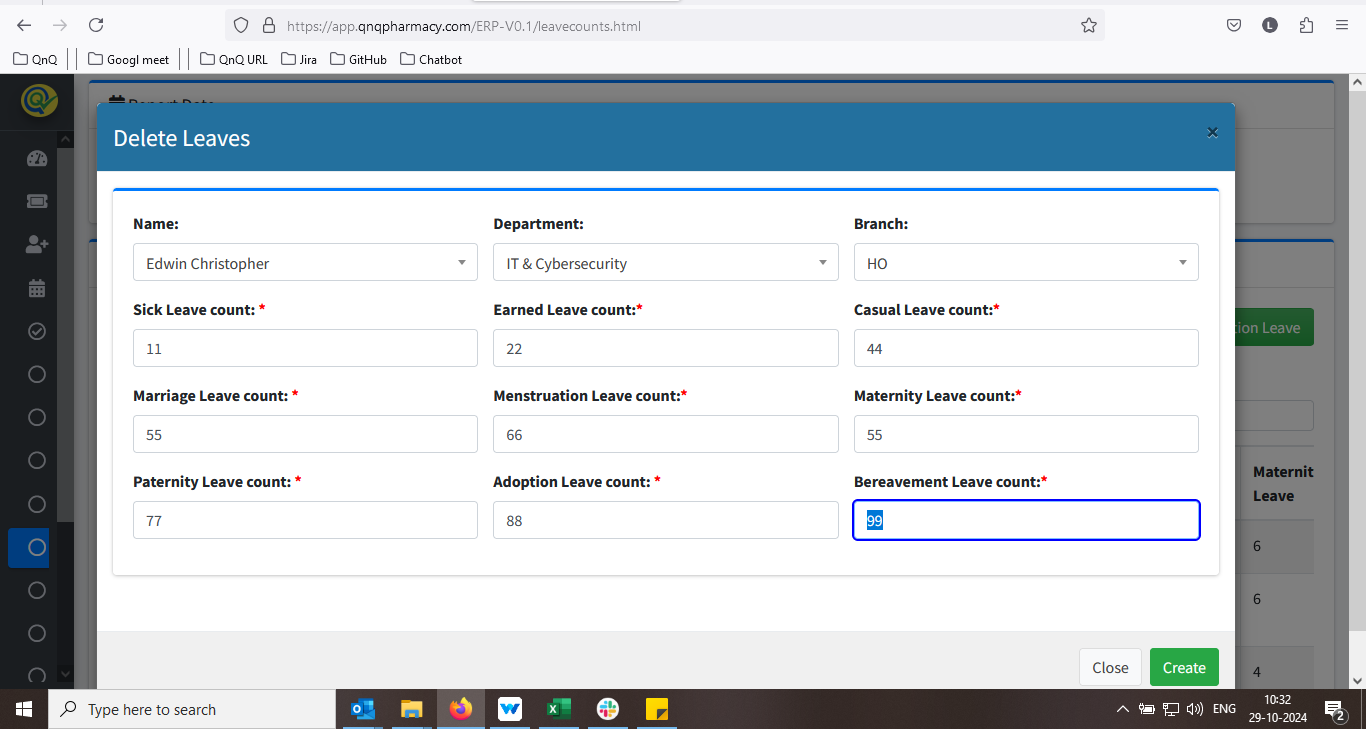 https://app.qnqpharmacy.com/ERP-V0.1/leavecounts.html
L
QnQ
Googl meet
QnQ URL
Jira
GitHub
Chatbot
Delete Leaves
×
Name:
Department:
Branch:
Edwin Christopher
IT & Cybersecurity
HO
Sick Leave count: *
Earned Leave count:*
Casual Leave count:*
11
22
44
tion Leave
Marriage Leave count: *
Menstruation Leave count:*
Maternity Leave count:*
55
66
55
Paternity Leave count: *
Adoption Leave count: *
Bereavement Leave count:*
77
88
99
Maternit
Leave
6
6
4
Close
Create
Type here to search
ENG
10:32
29-10-2024
2